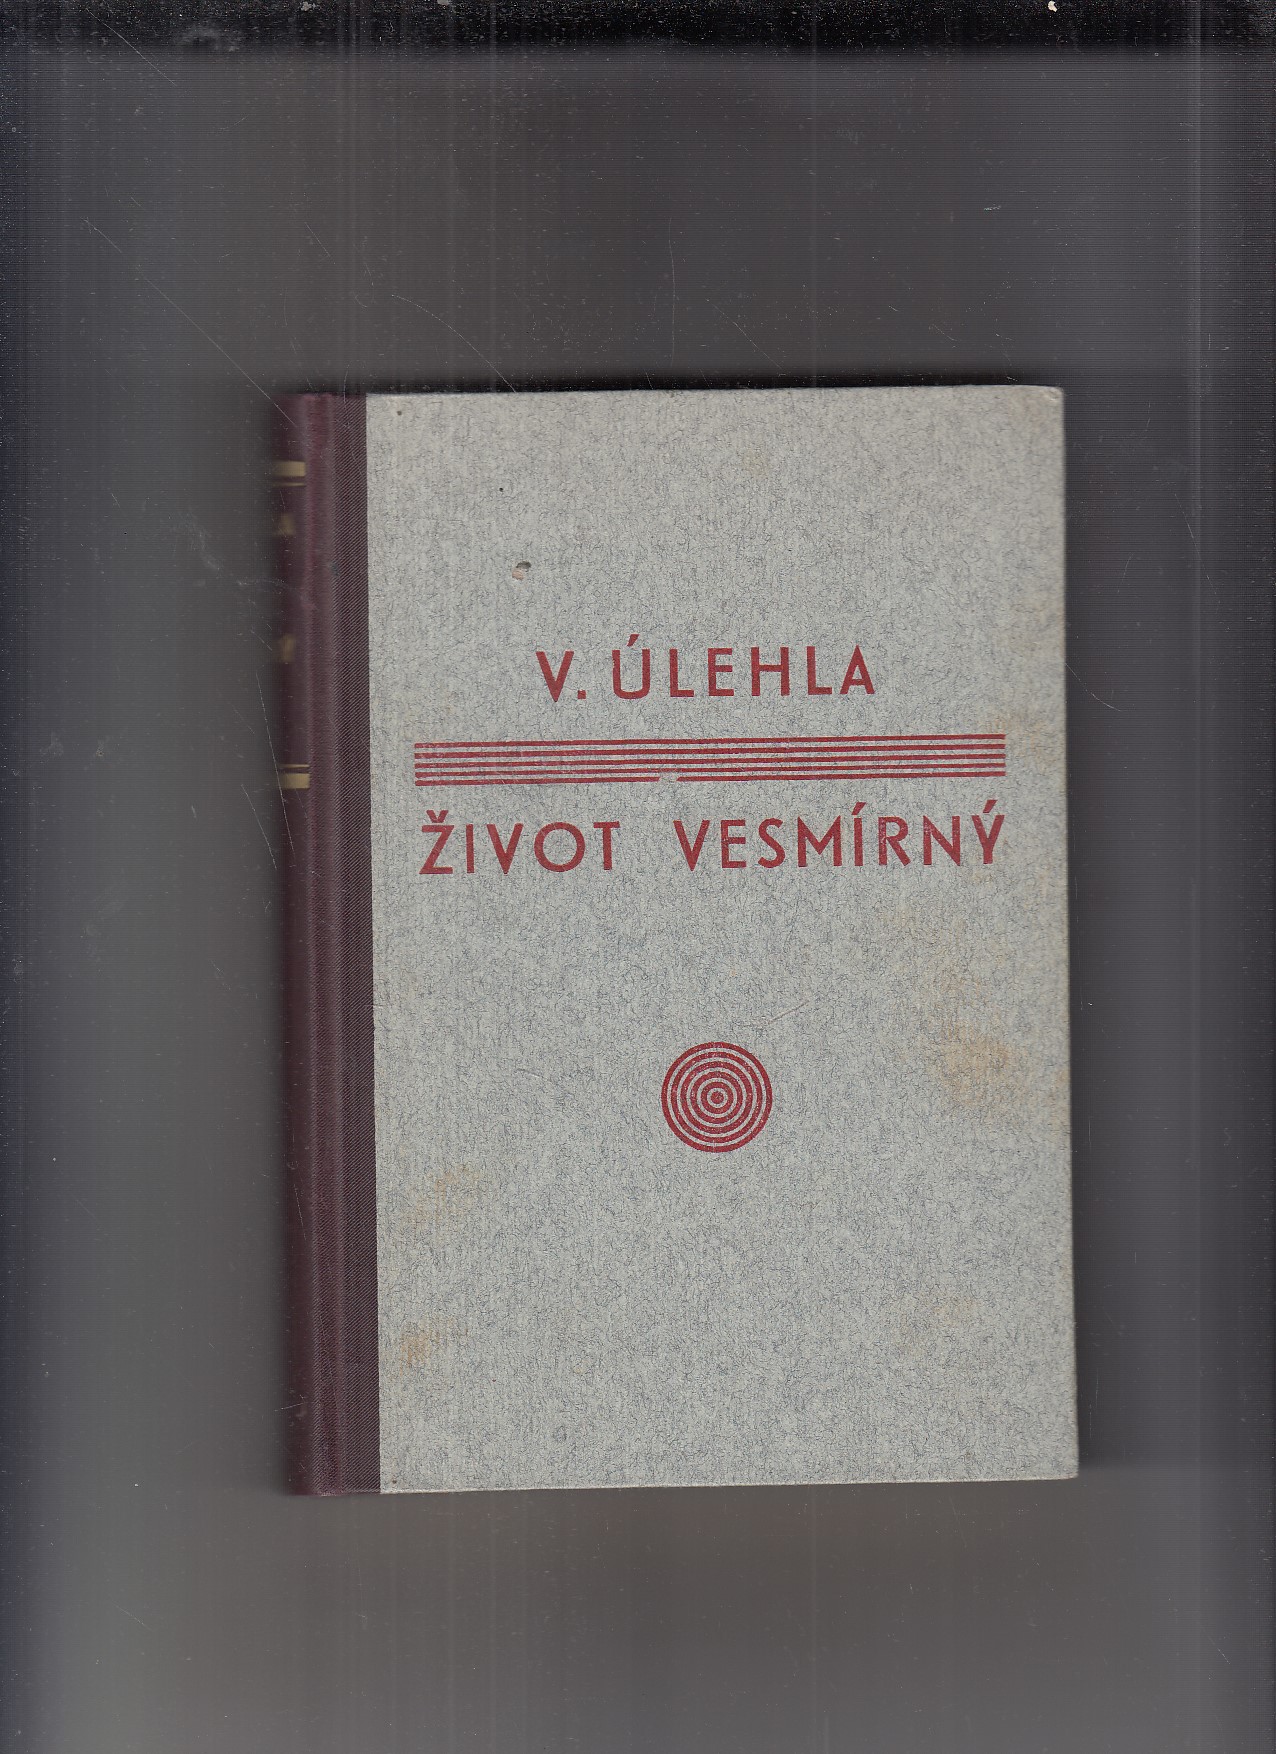 V. ÚLEHLA
ŽIVOT VESMÍRNÝ